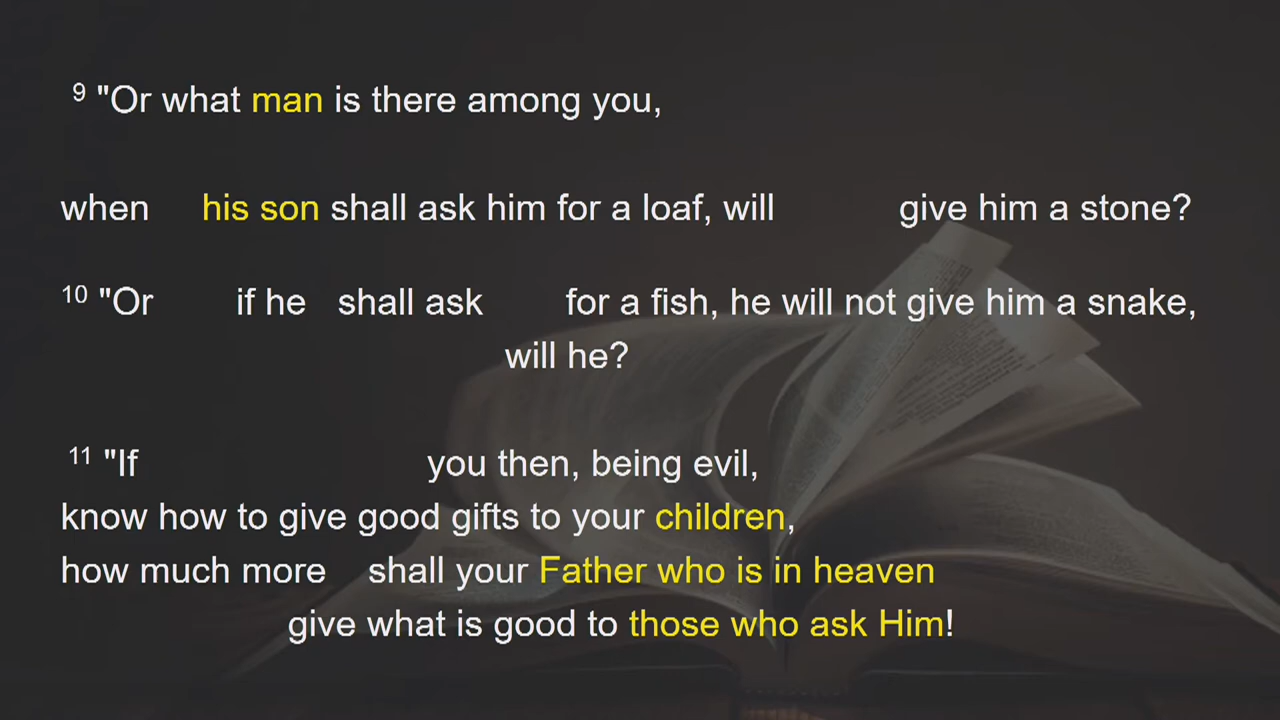 9 "Or what man is there among you,
when his son shall ask him for a loaf, will give him a stone?
10 "Or if he shall ask for a fish, he will not give him a snake,
will he?
11 "If you then, being evil,
know how to give good gifts to your children,
how much more shall your Father who is in heaven
give what is good to those who ask Him!